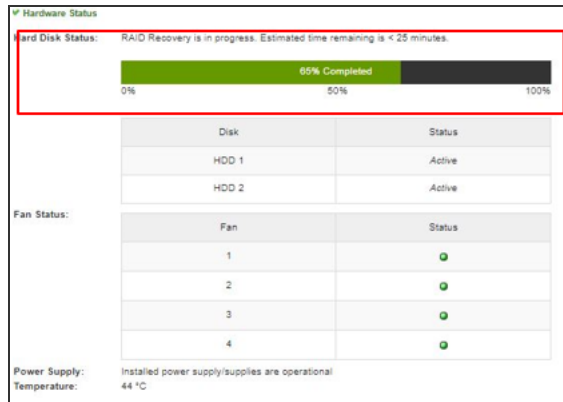 Hardware Status
Hard Disk Status: RAID Recovery is in progress. Estimated time remaining is < 25 minutes.
65% Completed
0% 50% 100%
Disk Status
HDD 1 Active
HDD 2 Active
Fan Status:
Fan Status
1
2
3
4
Power Supply: Installed power supply/supplies are operational
Temperature: 44 °C